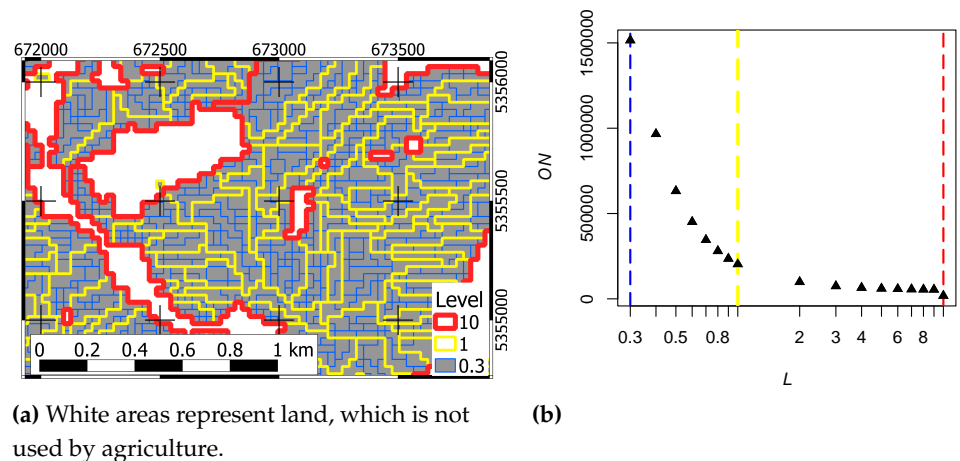 672000 672500 673000 673500
5356000
5355500
5355000
Level
10
1
0.3
0 0.2 0.4 0.6 0.8 1 km
(a) White areas represent land, which is not
used by agriculture.
ON
1500000
1000000
500000
0
0.3 0.5 0.8 2 3 4 6 8
L
(b)